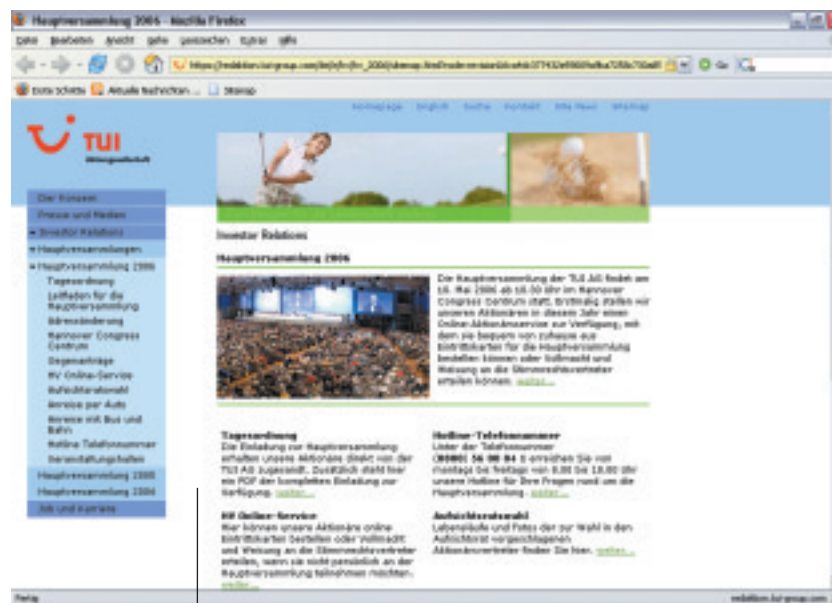 Hauptversammlung 2006 - Mozilla Firefox
Datei Bearbeiten Ansicht Gehe Lesezeichen Extras Hilfe
Go
Erste Schritte Aktuelle Nachrichten ... Sitemap
Homepage English Suche Kontakt Sitemap
TUI
Aktiengesellschaft
Der Konzern
Presse und Medien
Investor Relations
Hauptversammlungen
Hauptversammlung 2006
Tagesordnung
Leitfaden für die
Hauptversammlung
Adressänderung
Hannover Congress
Centrum
Gegenanträge
HV Online-Service
Aufsichtsratswahl
Anreise per Auto
Anreise mit Bus und
Bahn
Hotline Telefonnummer
Veranstaltungshallen
Hauptversammlung 2005
Hauptversammlung 2004
Job und Karriere
Investor Relations
Hauptversammlung 2006
Die Hauptversammlung der TUI AG findet am
10. Mai 2006 ab 10.30 Uhr im Hannover
Congress Centrum statt. Erstmalig stellen wir
unseren Aktionären in diesem Jahr einen
Online-Aktionärsservice zur Verfügung, mit
dem sie bequem von zuhause aus
Eintrittskarten für die Hauptversammlung
bestellen können oder Vollmacht und
Weisung an die Stimmrechtsvertreter
erteilen können. weiter...
Tagesordnung
Die Einladung zur Hauptversammlung
erhalten unsere Aktionäre direkt von der
TUI AG zugesandt. Zusätzlich steht hier
ein PDF der kompletten Einladung zur
Verfügung. weiter...
Hotline-Telefonnummer
Unter der Telefonnummer
erreichen Sie von
montags bis freitags von 8.00 bis 18.00 Uhr
unsere Hotline für Ihre Fragen rund um die
Hauptversammlung. weiter...
HV Online-Service
Hier können unsere Aktionäre online
Eintrittskarten bestellen oder Vollmacht
und Weisung an die Stimmrechtsvertreter
erteilen, wenn sie nicht persönlich an der
Hauptversammlung teilnehmen möchten.
weiter...
Aufsichtsratswahl
Lebensläufe und Fotos der zur Wahl in den
Aufsichtsrat vorgeschlagenen
Aktionärsvertreter finden Sie hier. weiter...
Fertig
redaktion.tui-group.com